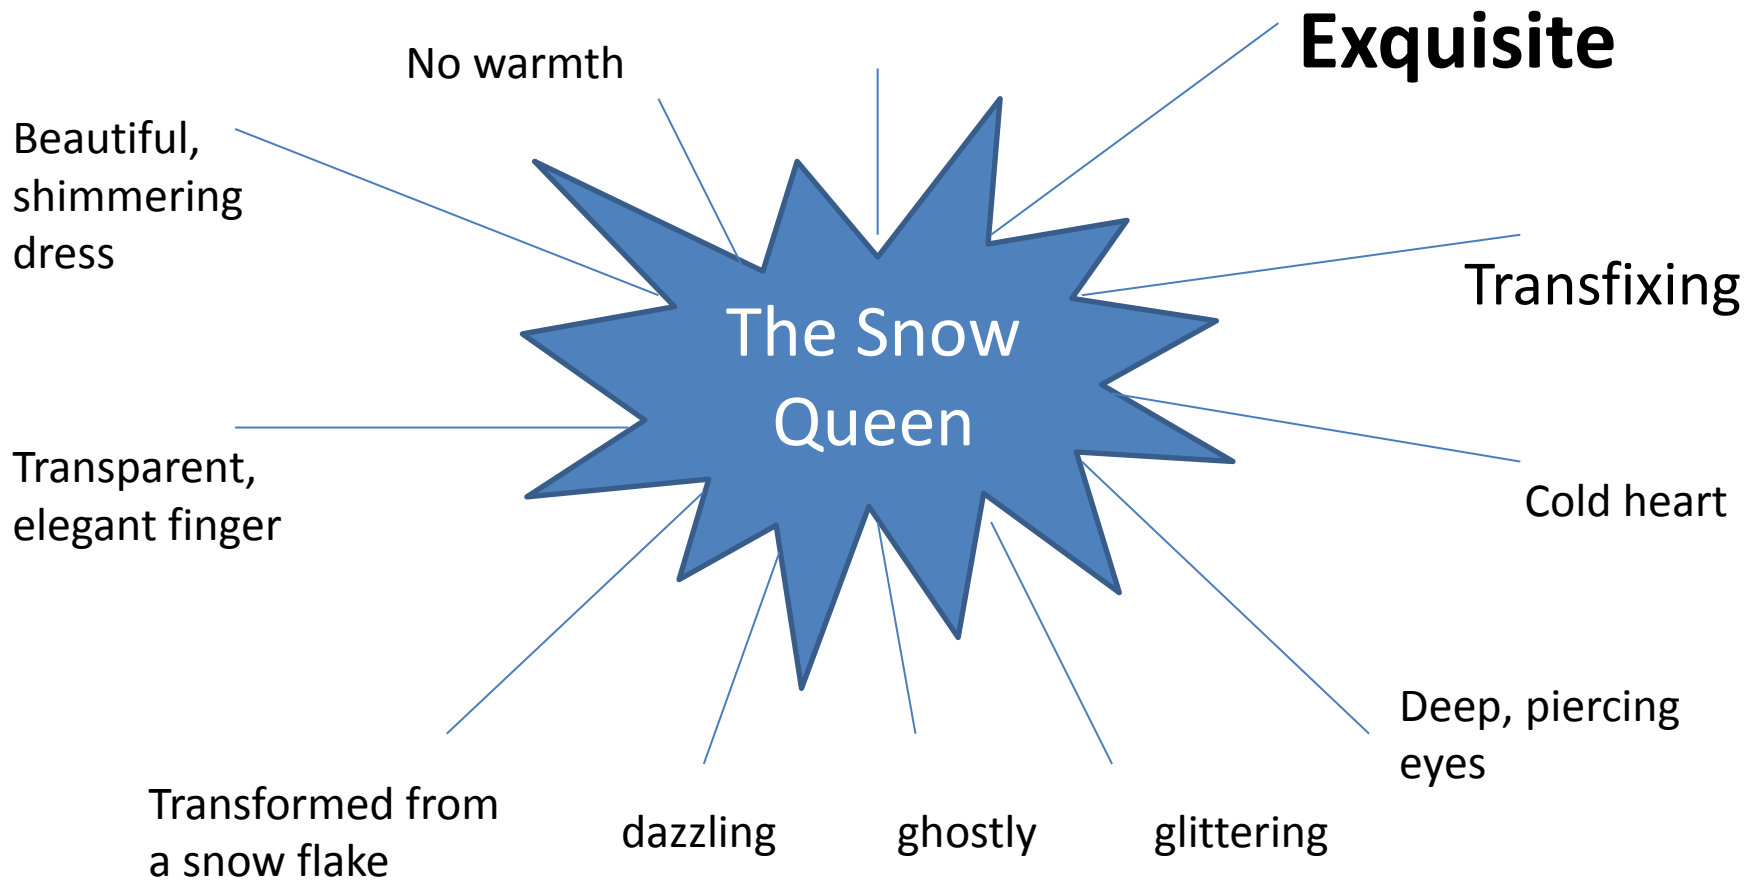 Exquisite
No warmth
Beautiful,
shimmering
dress
Transfixing
The Snow
Queen
Transparent,
elegant finger
Cold heart
Deep, piercing
eyes
Transformed from
a snow flake
dazzling
ghostly
glittering